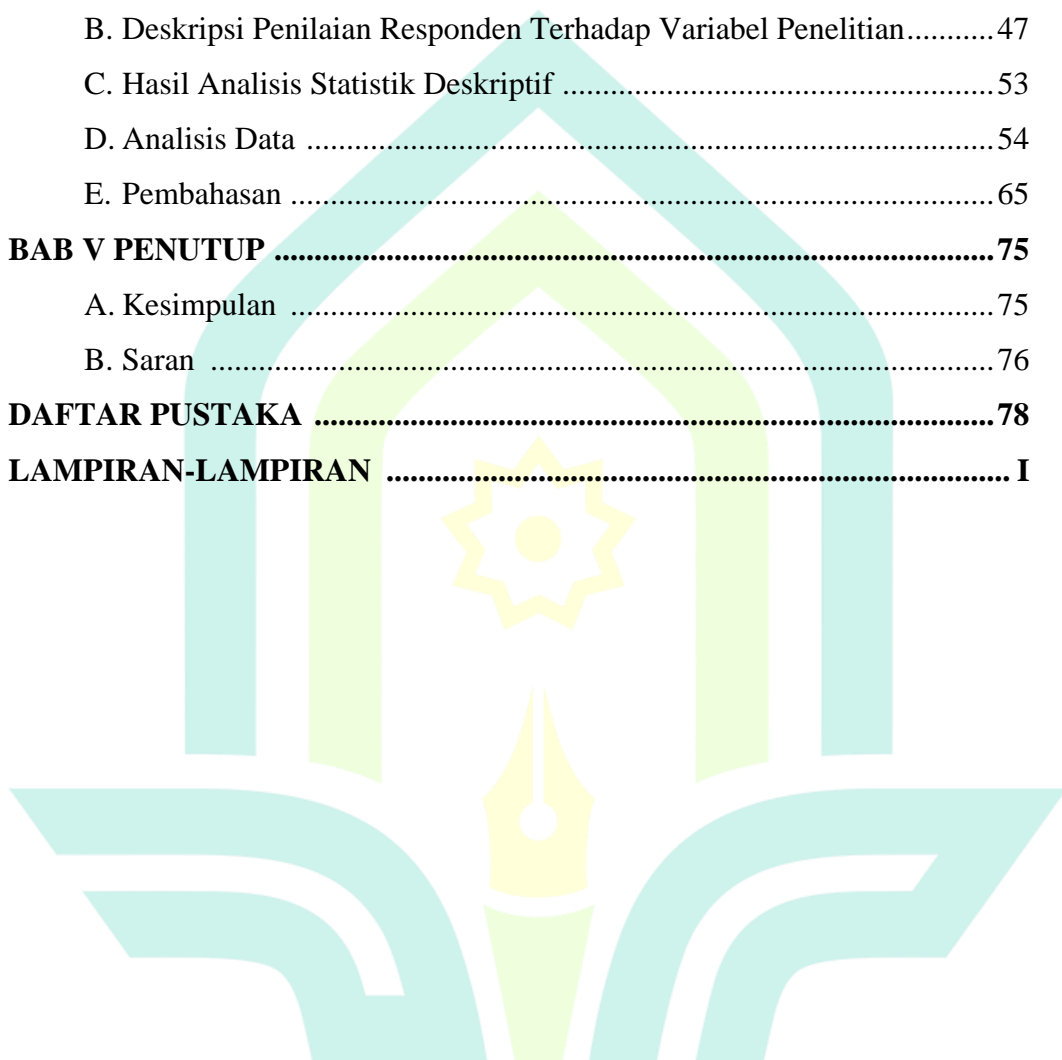 B. Deskripsi Penilaian Responden Terhadap Variabel Penelitian...........47
C. Hasil Analisis Statistik Deskriptif ......................................................53
D. Analisis Data ......................................................................................54
E. Pembahasan ........................................................................................65
BAB V PENUTUP ..........................................................................................75
A. Kesimpulan ........................................................................................75
B. Saran ..................................................................................................76
DAFTAR PUSTAKA .....................................................................................78
LAMPIRAN-LAMPIRAN .............................................................................. I